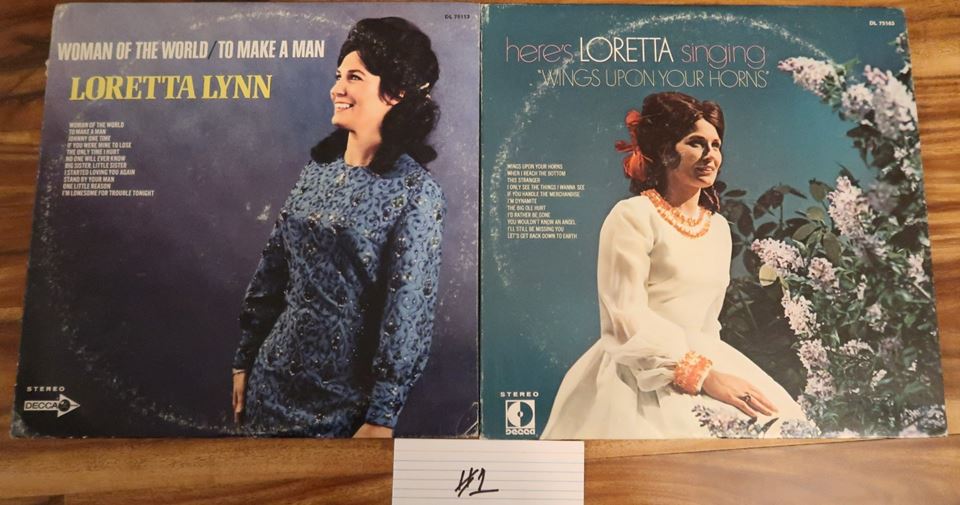 DL 75113
WOMAN OF THE WORLD/TO MAKE A MAN
LORETTA LYNN
WOMAN OF THE WORLD
TO MAKE A MAN
JOHNNY ONE TIME
IF YOU WERE MINE TO LOSE
THE ONLY TIME I HURT
NO ONE WILL EVER KNOW
BIG SISTER, LITTLE SISTER
I STARTED LOVING YOU AGAIN
STAND BY YOUR MAN
ONE LITTLE REASON
I'M LONESOME FOR TROUBLE TONIGHT
STEREO
DECCA
DL 75163
here's LORETTA singing
"WINGS UPON YOUR HORNS"
WINGS UPON YOUR HORNS
WHEN I REACH THE BOTTOM
THIS STRANGER
I ONLY SEE THE THINGS I WANNA SEE
IF YOU HANDLE THE MERCHANDISE
I'M DYNAMITE
THE BIG OLE HURT
I'D RATHER BE GONE
YOU WOULDN'T KNOW AN ANGEL
I'LL STILL BE MISSING YOU
LET'S GET BACK DOWN TO EARTH
STEREO
DECCA
#1